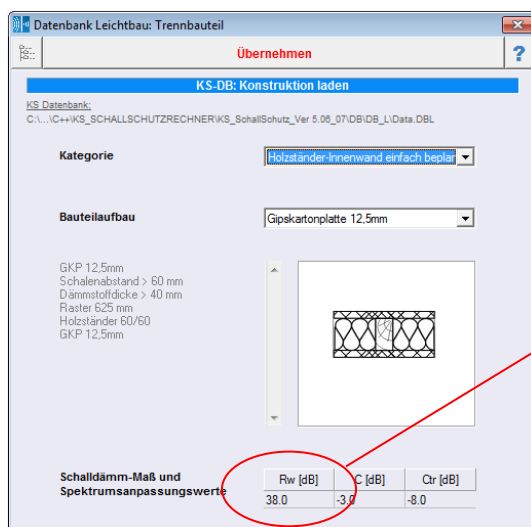 Datenbank Leichtbau: Trennbauteil
Übernehmen
?
KS-DB: Konstruktion laden
KS Datenbank:
C:\...\C++\KS_SCHALLSCHUTZRECHNER\KS_SchallSchutz_Ver 5.06_07\DB\DB_L\Data.DBL
Kategorie
Holzständer-Innenwand einfach beplan
Bauteilaufbau
Gipskartonplatte 12,5mm
GKP 12,5mm
Schalenabstand > 60 mm
Dämmstoffdicke > 40 mm
Raster 625 mm
Holzständer 60/60
GKP 12,5mm
Schalldämm-Maß und
Spektrumsanpassungswerte
Rw [dB] C [dB] Ctr [dB]
38.0 -3.0 -8.0